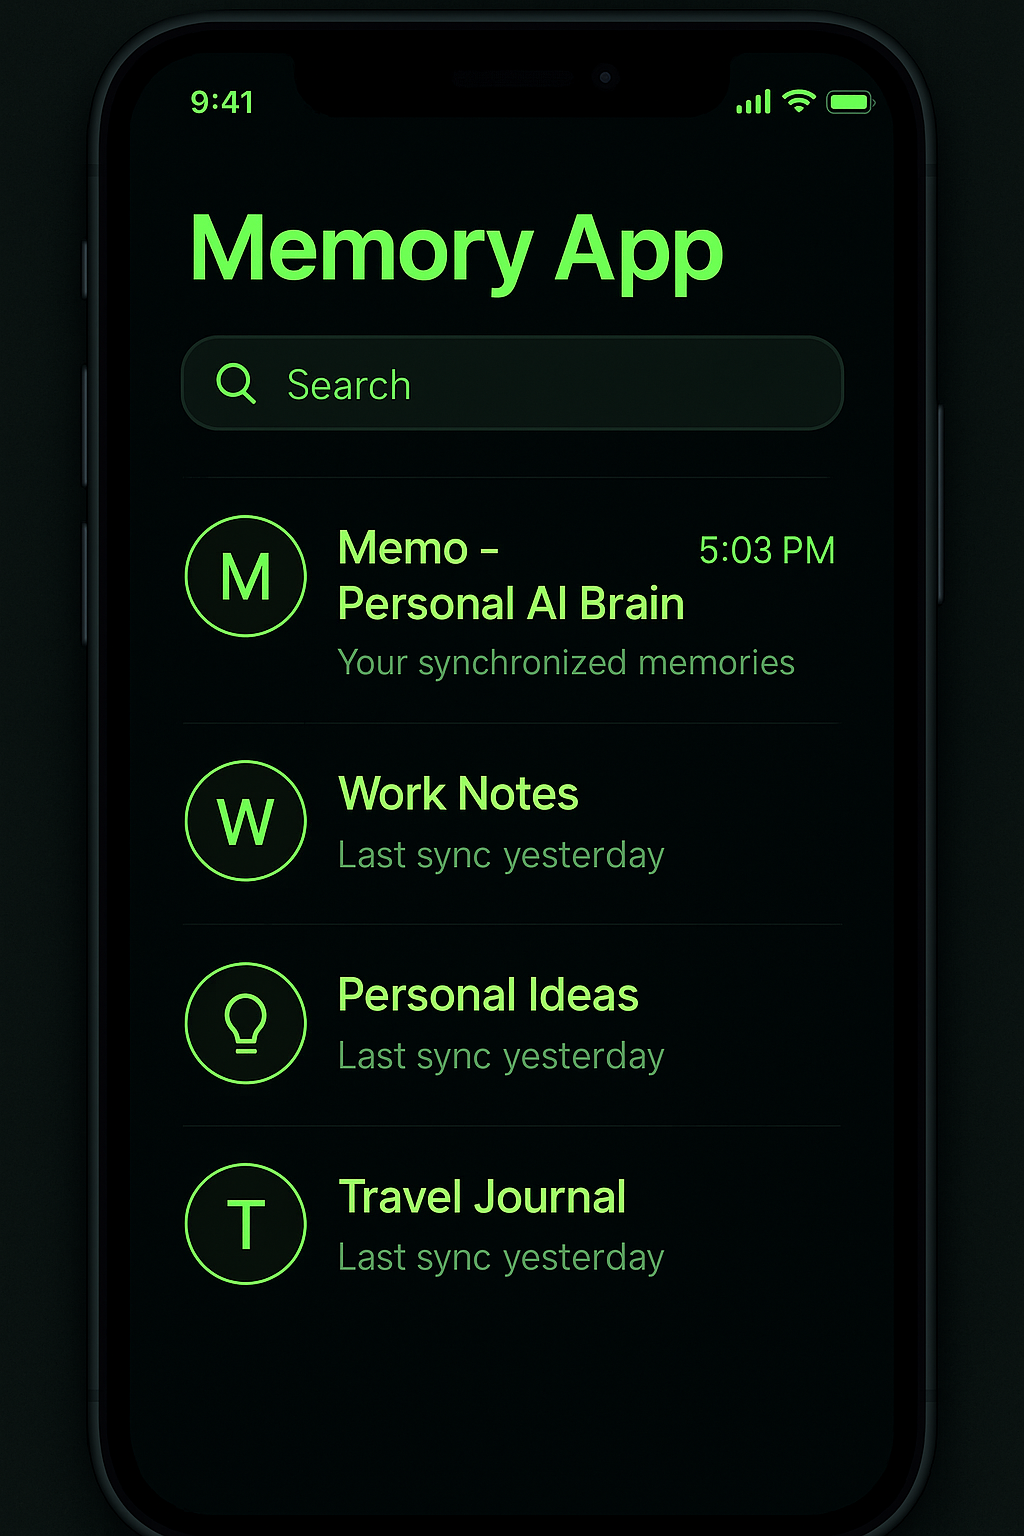 9:41
Memory App
Search
M
Memo –
5:03 PM
Personal AI Brain
Your synchronized memories
W
Work Notes
Last sync yesterday
Personal Ideas
Last sync yesterday
T
Travel Journal
Last sync yesterday